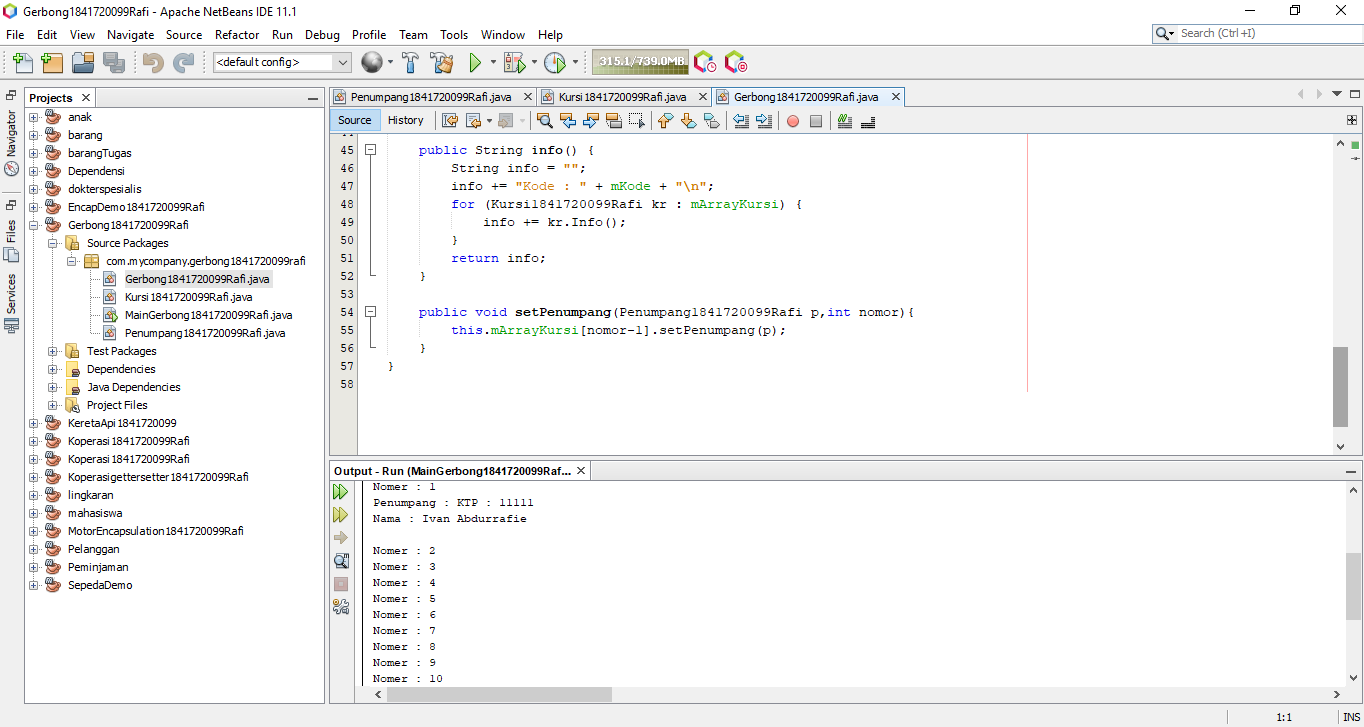 Gerbong1841720099Rafi - Apache NetBeans IDE 11.1
File Edit View Navigate Source Refactor Run Debug Profile Team Tools Window Help
Search (Ctrl+I)
<default config>
315.1/739.0MB
Navigator
Files
Services
Projects
anak
barang
barangTugas
Dependensi
dokterspesialis
EncapDemo1841720099Rafi
Gerbong1841720099Rafi
Source Packages
com.mycompany.gerbong1841720099rafi
Gerbong1841720099Rafi.java
Kursi1841720099Rafi.java
MainGerbong1841720099Rafi.java
Penumpang1841720099Rafi.java
Test Packages
Dependencies
Java Dependencies
Project Files
KeretaApi1841720099
Koperasi1841720099Rafi
Koperasi1841720099Rafi
Koperasigettersetter1841720099Rafi
lingkaran
mahasiswa
MotorEncapsulation1841720099Rafi
Pelanggan
Peminjaman
SepedaDemo
Penumpang1841720099Rafi.java Kursi1841720099Rafi.java Gerbong1841720099Rafi.java
Source History
45 public String info() {
46 String info = "";
47 info += "Kode : " + mKode + "\n";
48 for (Kursi1841720099Rafi kr : mArrayKursi) {
49 info += kr.Info();
50 }
51 return info;
52 }
53
54 public void setPenumpang(Penumpang1841720099Rafi p,int nomor){
55 this.mArrayKursi[nomor-1].setPenumpang(p);
56 }
57 }
58
Output - Run (MainGerbong1841720099Raf...
Nomer : 1
Penumpang : KTP : 11111
Nama : Ivan Abdurrafie
Nomer : 2
Nomer : 3
Nomer : 4
Nomer : 5
Nomer : 6
Nomer : 7
Nomer : 8
Nomer : 9
Nomer : 10
1:1 INS